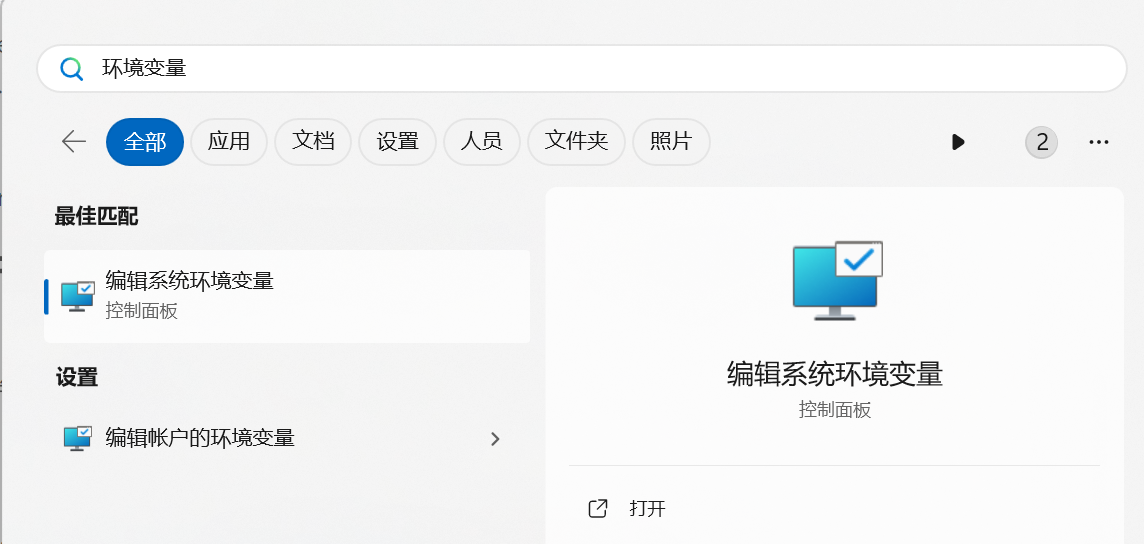 环境变量
全部 应用 文档 设置 人员 文件夹 照片 2
最佳匹配
编辑系统环境变量
控制面板
设置
编辑帐户的环境变量
编辑系统环境变量
控制面板
打开